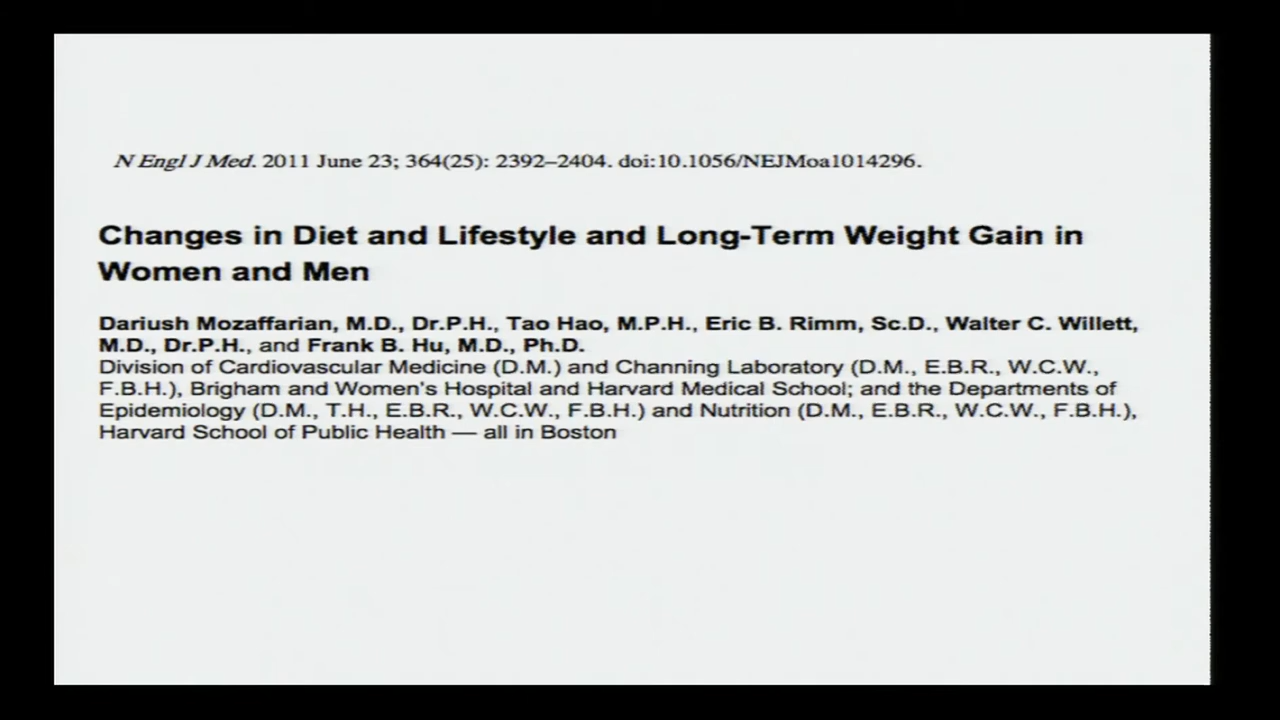 N Engl J Med. 2011 June 23; 364(25): 2392–2404. doi:10.1056/NEJMoa1014296.
Changes in Diet and Lifestyle and Long-Term Weight Gain in
Women and Men
Dariush Mozaffarian, M.D., Dr.P.H., Tao Hao, M.P.H., Eric B. Rimm, Sc.D., Walter C. Willett,
M.D., Dr.P.H., and Frank B. Hu, M.D., Ph.D.
Division of Cardiovascular Medicine (D.M.) and Channing Laboratory (D.M., E.B.R., W.C.W.,
F.B.H.), Brigham and Women's Hospital and Harvard Medical School; and the Departments of
Epidemiology (D.M., T.H., E.B.R., W.C.W., F.B.H.) and Nutrition (D.M., E.B.R., W.C.W., F.B.H.),
Harvard School of Public Health — all in Boston